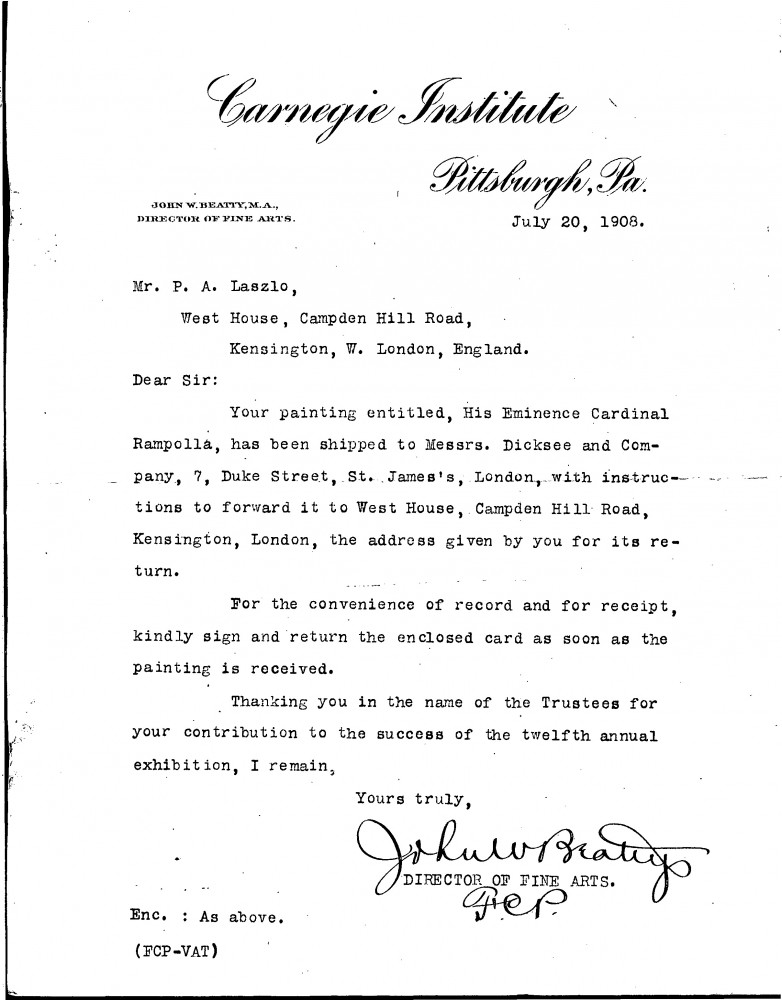 Carnegie Institute
Pittsburgh, Pa.
JOHN W. BEATTY, M.A.,
DIRECTOR OF FINE ARTS.
July 20, 1908.
Mr. P. A. Laszlo,
West House, Campden Hill Road,
Kensington, W. London, England.
Dear Sir:
Your painting entitled, His Eminence Cardinal
Rampolla, has been shipped to Messrs. Dicksee and Com-
pany, 7, Duke Street, St. James's, London, with instruc-
tions to forward it to West House, Campden Hill Road,
Kensington, London, the address given by you for its re-
turn.
For the convenience of record and for receipt,
kindly sign and return the enclosed card as soon as the
painting is received.
Thanking you in the name of the Trustees for
your contribution to the success of the twelfth annual
exhibition, I remain,
Yours truly,
John W Beatty
DIRECTOR OF FINE ARTS.
F.C.P.
Enc. : As above.
(FCP-VAT)